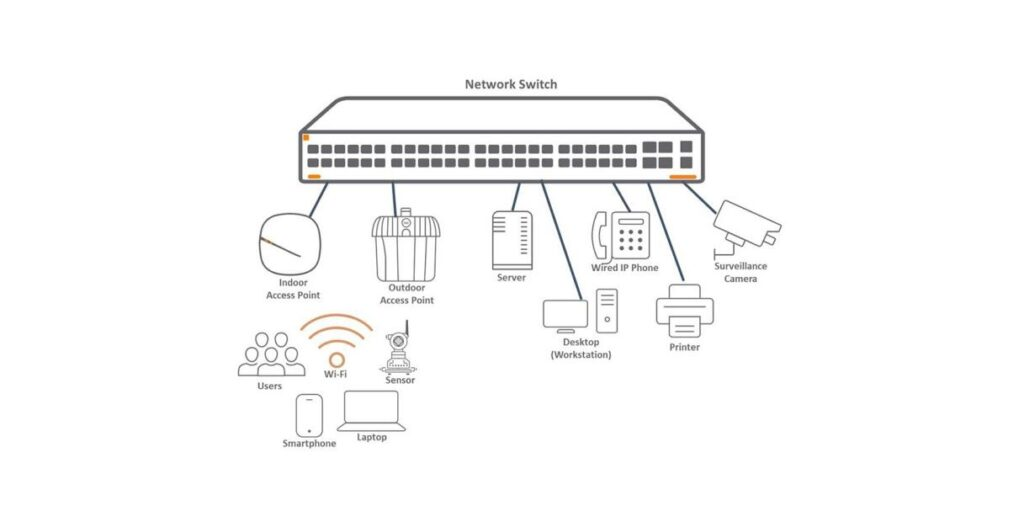 Network Switch
Indoor
Access Point
Outdoor
Access Point
Server
Wired IP Phone
Surveillance
Camera
Desktop
(Workstation)
Printer
Users
Wi-Fi
Sensor
Smartphone
Laptop